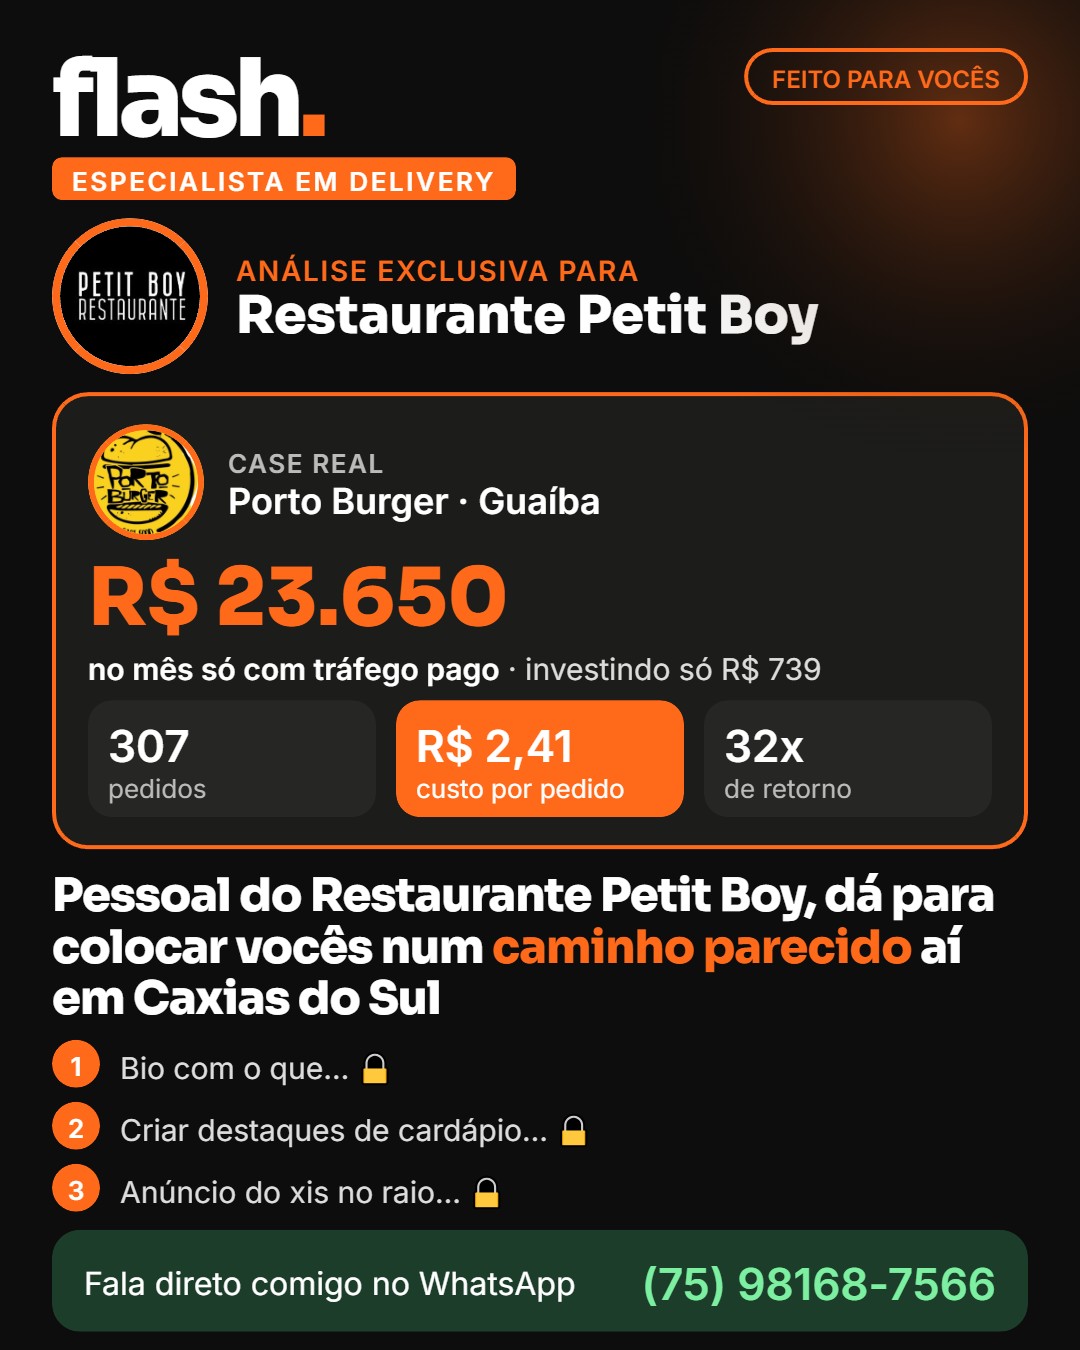 flash.
FEITO PARA VOCÊS
ESPECIALISTA EM DELIVERY
PETIT BOY
RESTAURANTE
ANÁLISE EXCLUSIVA PARA
Restaurante Petit Boy
PORTO
BURGER
CASE REAL
Porto Burger · Guaíba
R$ 23.650
no mês só com tráfego pago · investindo só R$ 739
307
pedidos
R$ 2,41
custo por pedido
32x
de retorno
Pessoal do Restaurante Petit Boy, dá para
colocar vocês num caminho parecido aí
em Caxias do Sul
1 Bio com o que... 🔒
2 Criar destaques de cardápio... 🔒
3 Anúncio do xis no raio... 🔒
Fala direto comigo no WhatsApp (75) 98168-7566